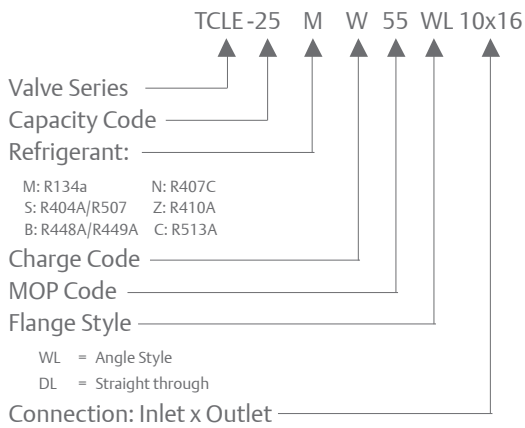 TCLE -25 M W 55 WL 10x16
Valve Series
Capacity Code
Refrigerant:
M: R134a N: R407C
S: R404A/R507 Z: R410A
B: R448A/R449A C: R513A
Charge Code
MOP Code
Flange Style
WL = Angle Style
DL = Straight through
Connection: Inlet x Outlet